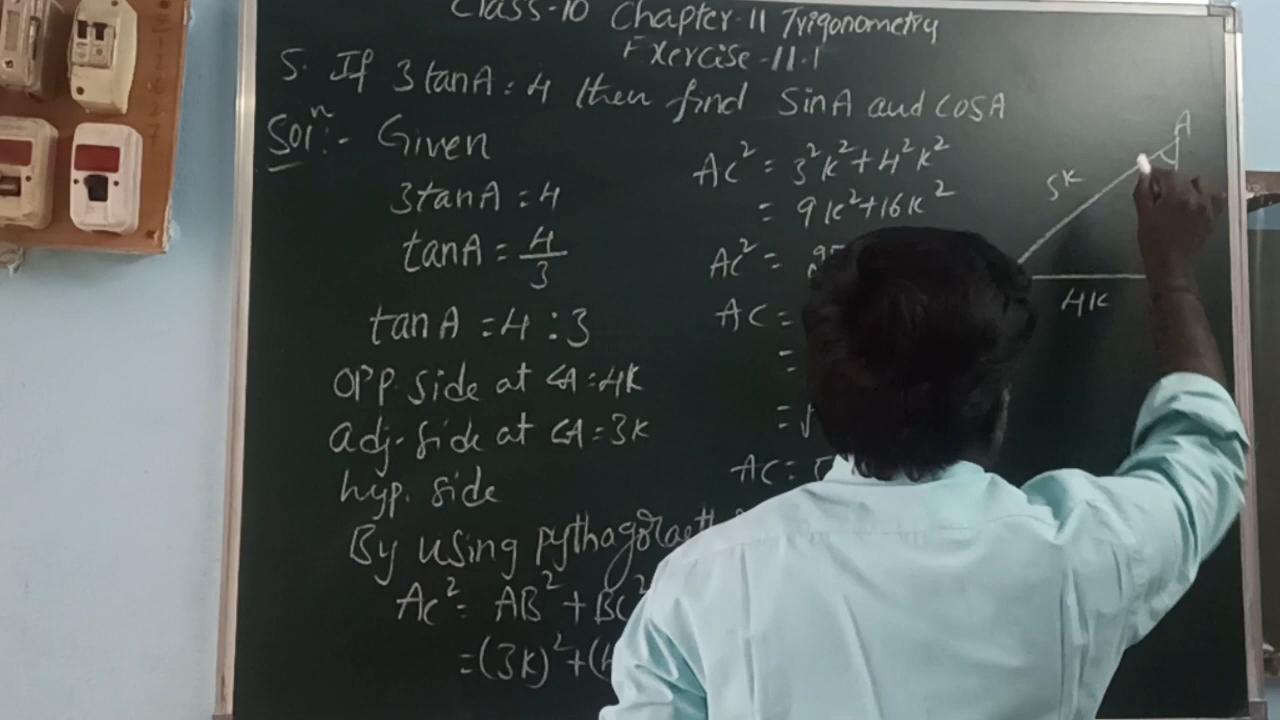 Class-10 Chapter-11 Trigonometry
Exercise-11.1
5. If 3tanA = 4 then find SinA and CosA
Solⁿ:- Given
3tanA = 4
tanA = 4/3
tanA = 4 : 3
opp. side at ∠A = 4K
adj. side at ∠A = 3K
hyp. side
By using
AC² = AB² + BC²
= (3K)² + (
AC² = 3²K² + 4²K²
= 9K² + 16K²
AC² =
AC =
=
= √
AC =
A
5K
4K